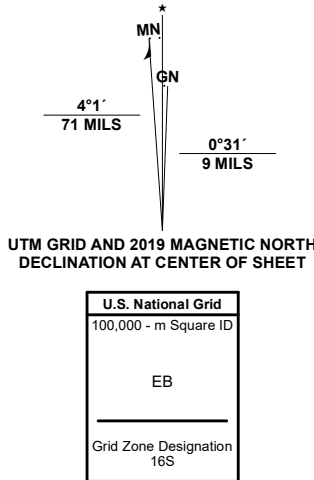 ★
MN
GN
4°1´
71 MILS
0°31´
9 MILS
UTM GRID AND 2019 MAGNETIC NORTH
DECLINATION AT CENTER OF SHEET
U.S. National Grid
100,000 - m Square ID
EB
Grid Zone Designation
16S